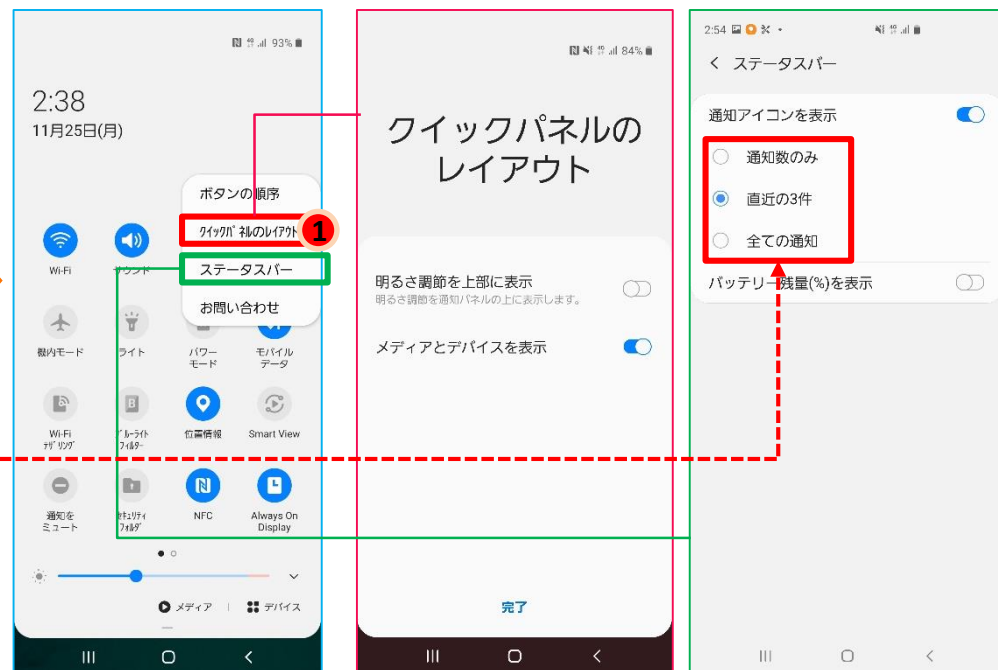 93%
2:38
11月25日(月)
ボタンの順序
クイックパネルのレイアウト
1
ステータスバー
お問い合わせ
Wi-Fi
サウンド
機内モード
ライト
パワー
モード
モバイル
データ
Wi-Fi
テザリング
ブルーライト
フィルター
位置情報
Smart View
通知を
ミュート
セキュリティ
フォルダ
NFC
Always On
Display
メディア
デバイス
84%
クイックパネルの
レイアウト
明るさ調節を上部に表示
明るさ調節を通知パネルの上に表示します。
メディアとデバイスを表示
完了
2:54
ステータスバー
通知アイコンを表示
通知数のみ
直近の3件
全ての通知
バッテリー残量(%)を表示